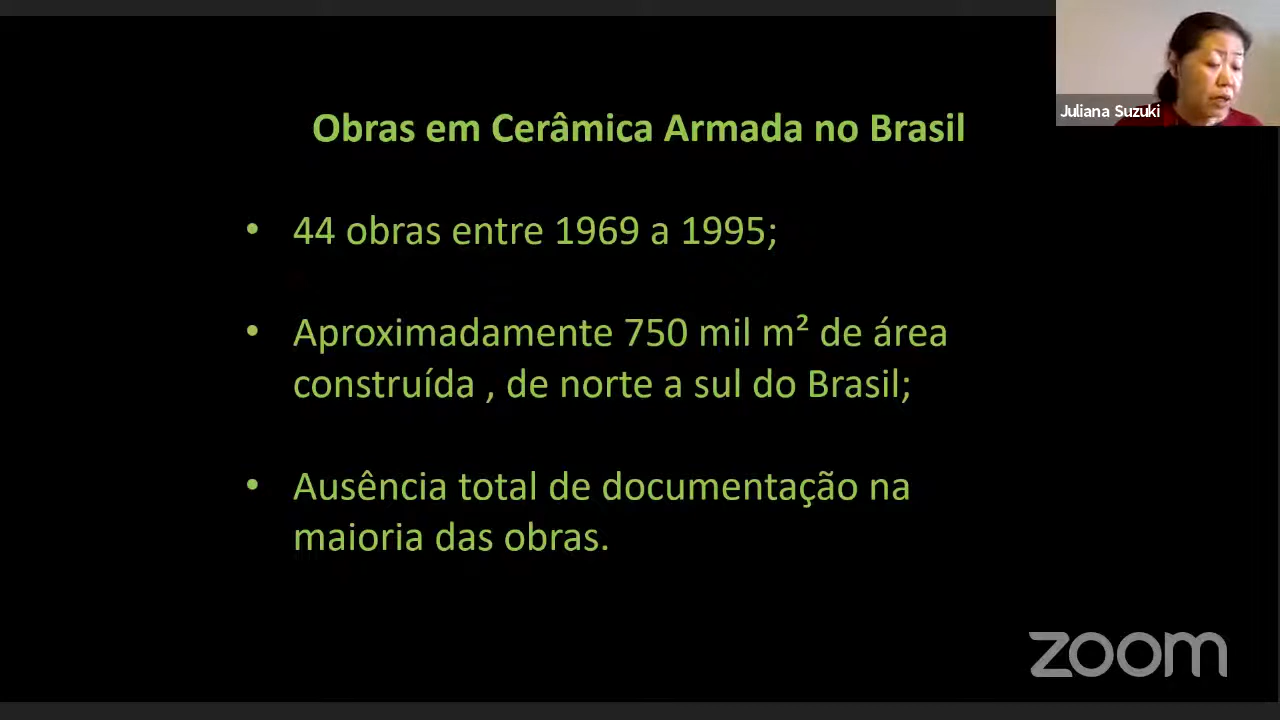 Juliana Suzuki
Obras em Cerâmica Armada no Brasil
• 44 obras entre 1969 a 1995;
• Aproximadamente 750 mil m² de área
construída , de norte a sul do Brasil;
• Ausência total de documentação na
maioria das obras.
zoom